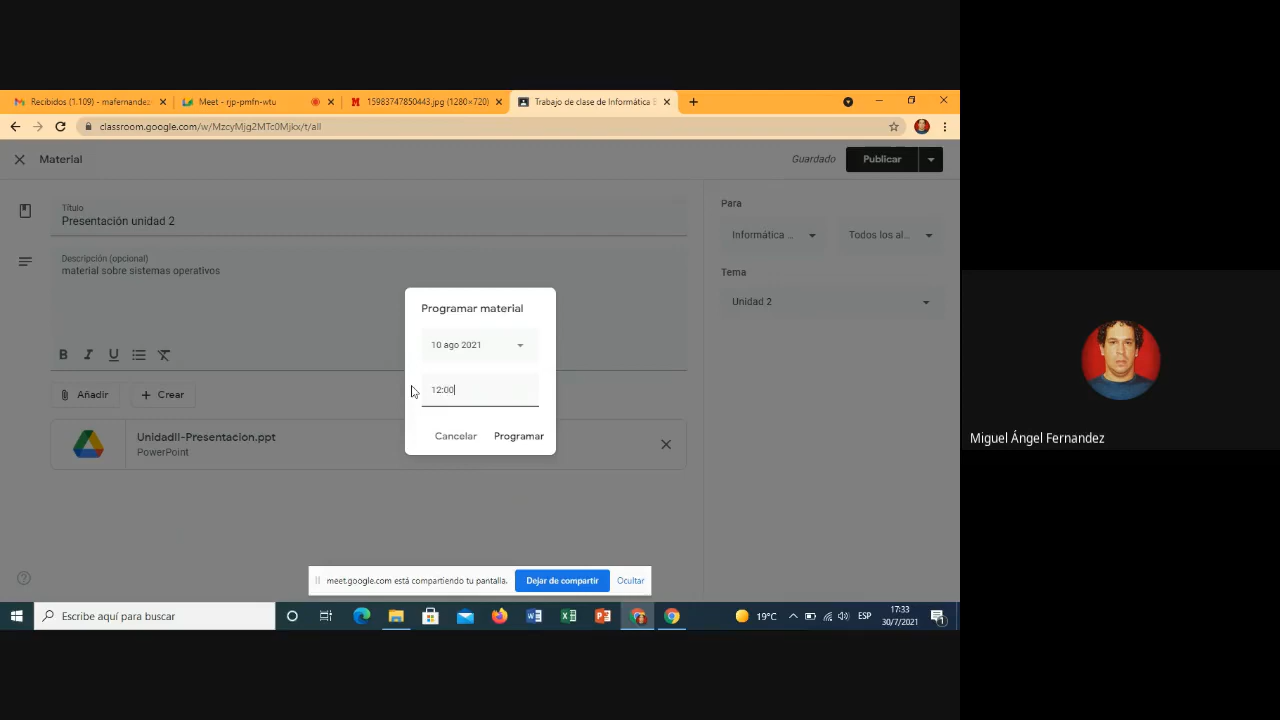 Recibidos (1.109) - mafernandez
Meet - rjp-pmfn-wtu
15983747850443.jpg (1280×720)
Trabajo de clase de Informática
classroom.google.com/w/MzcyMjg2MTc0Mjkx/t/all
Material
Guardado
Publicar
Título
Presentación unidad 2
Descripción (opcional)
material sobre sistemas operativos
B I U
Añadir
Crear
UnidadII-Presentacion.ppt
PowerPoint
Para
Informática ...
Todos los al...
Tema
Unidad 2
Programar material
10 ago 2021
12:00
Cancelar
Programar
meet.google.com está compartiendo tu pantalla.
Dejar de compartir
Ocultar
Escribe aquí para buscar
19°C
ESP
17:33
30/7/2021
1
Miguel Ángel Fernandez